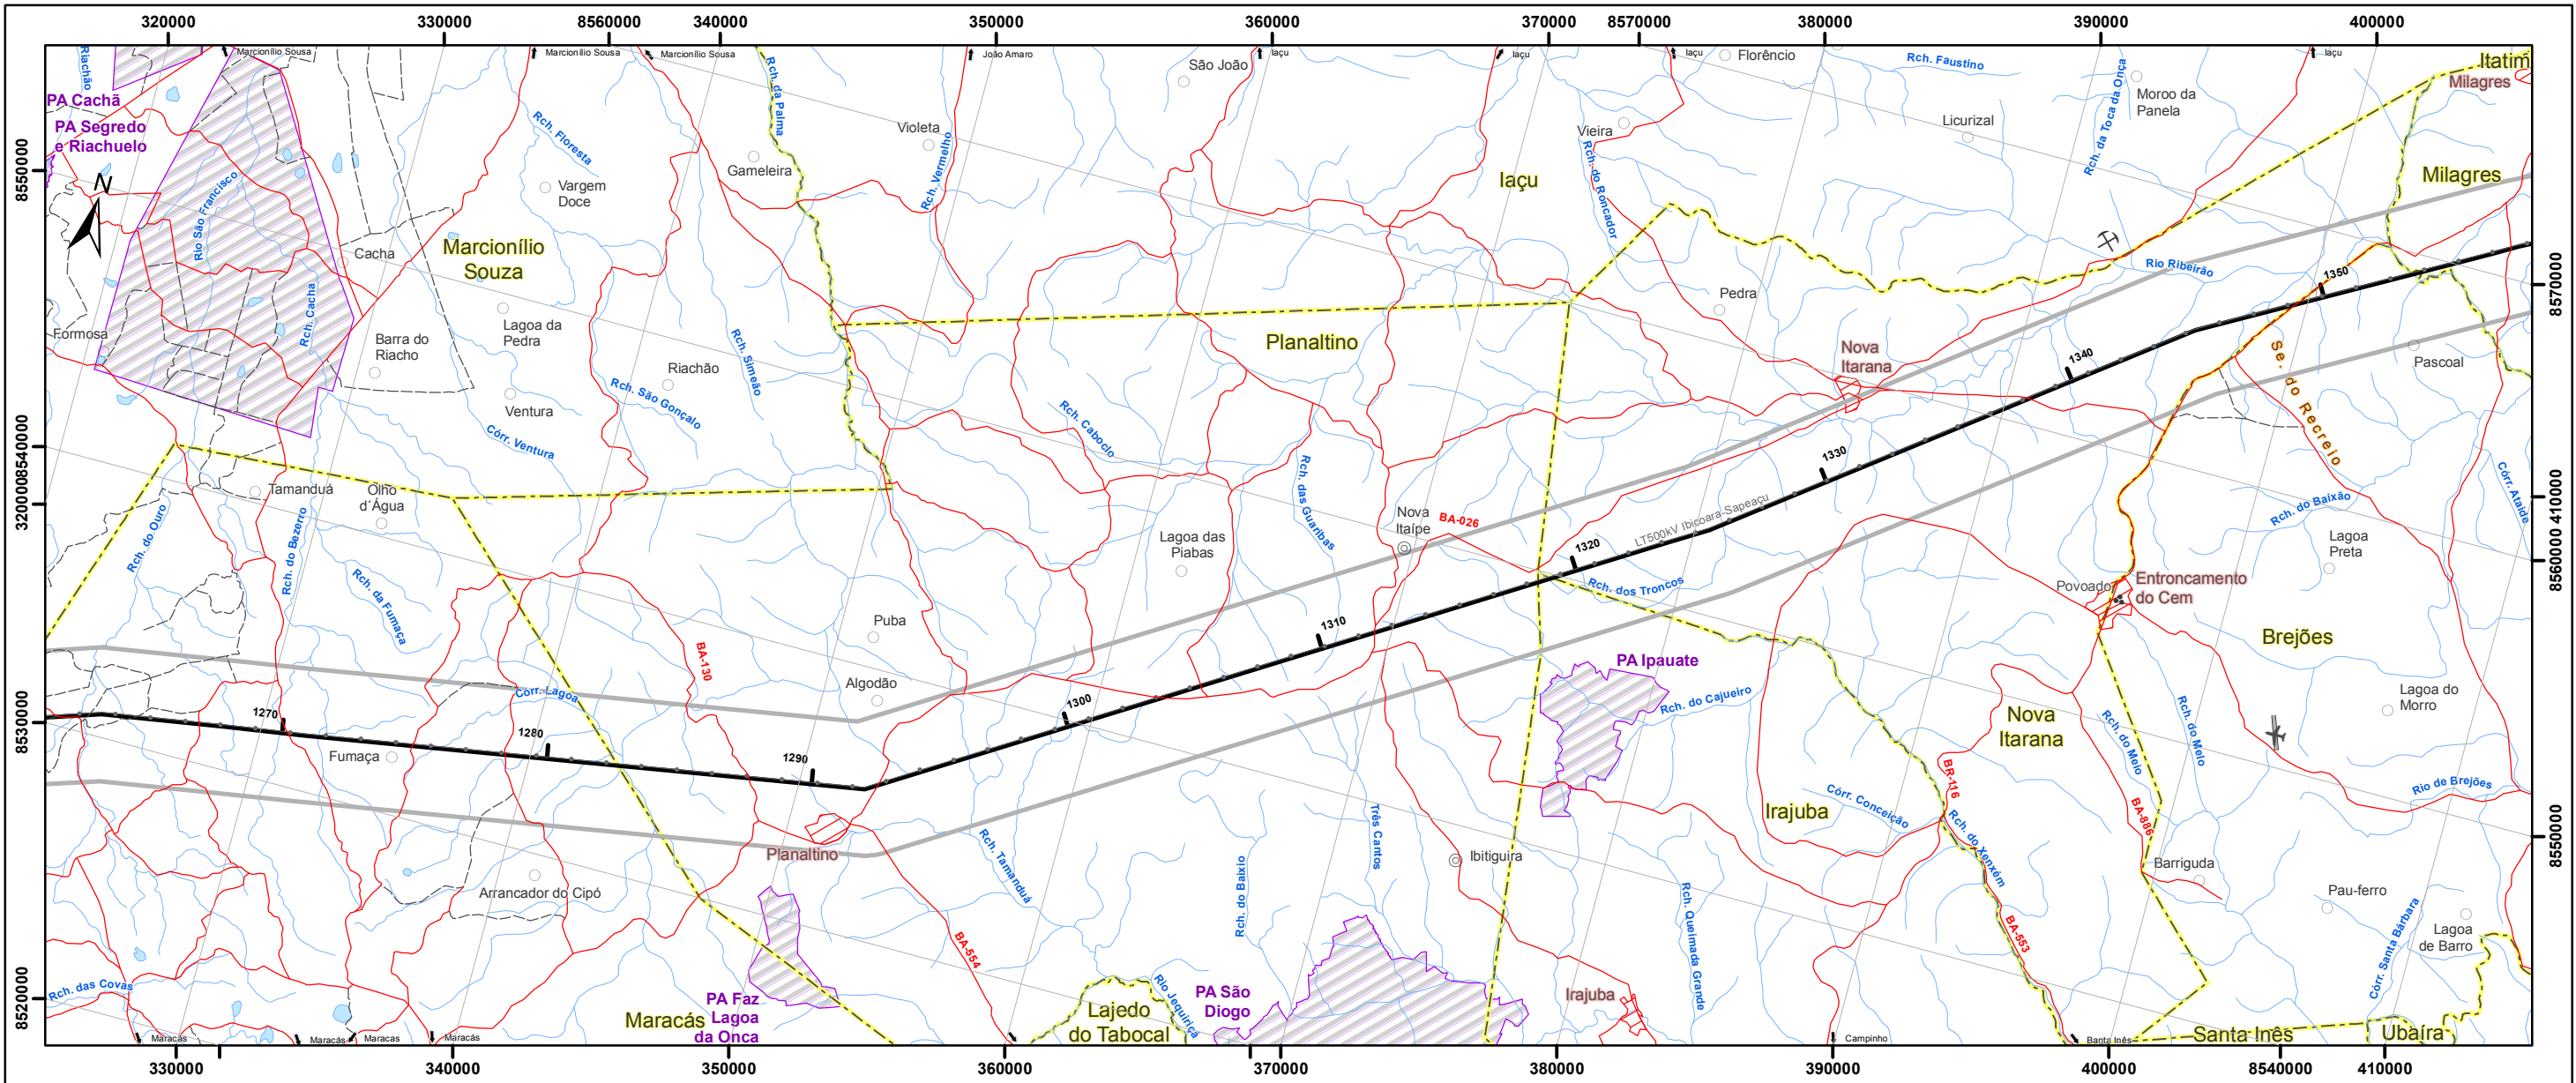 320000
330000
8560000
340000
350000
360000
370000
8570000
380000
390000
400000
Marcionílio Sousa
Marcionílio Sousa
Marcionílio Sousa
João Amaro
Iaçu
Iaçu
Iaçu
Iaçu
Riachão
PA Cachã
PA Segredo
e Riachuelo
N
Rio São Francisco
Rch. Cacha
Cacha
Formosa
Barra do
Riacho
Marcionílio
Souza
Rch. Floresta
Vargem
Doce
Lagoa da
Pedra
Ventura
Córr. Ventura
Riachão
Rch. São Gonçalo
Rch. Simeão
Rch. da Palma
Gameleira
Violeta
Rch. Vermelho
São João
Iaçu
Vieira
Rch. do Roncador
Florêncio
Rch. Faustino
Licurizal
Moroo da
Panela
Rch. da Toca da Onça
Itatim
Milagres
Milagres
Rio Ribeirão
Pedra
Planaltino
Nova
Itarana
1350
1340
1330
1320
1310
1300
1290
1280
1270
Se. do Recreio
Pascoal
Rch. Caboclo
Rch. das Guaribas
Lagoa das
Piabas
Nova
Itaípe
BA-026
LT500kV Ibicoara-Sapeaçu
Rch. dos Troncos
Rch. do Baixão
Córr. Ataide
Lagoa
Preta
Povoado
Entroncamento
do Cem
Brejões
Tamanduá
Olho
d´Água
Rch. do Ouro
Rch. do Bezerro
Rch. da Fumaça
Puba
Algodão
BA-130
Córr. Lagoa
Fumaça
Arrancador do Cipó
Planaltino
Rch. Tamanduá
BA-554
PA Ipauate
Rch. do Cajueiro
Irajuba
Córr. Conceição
Nova
Itarana
BR-116
Rch. do Xenxém
BA-553
Rch. do Meio
Rch. do Meio
BA-886
Barriguda
Pau-ferro
Lagoa do
Morro
Rio de Brejões
Lagoa
de Barro
Córr. Santa Bárbara
Três Cantos
Rch. do Baixio
Ibitiguira
Rch. Queimada Grande
Irajuba
PA São
Diogo
Rio Jequiriçá
Lajedo
do Tabocal
PA Faz
Lagoa
da Onca
Maracás
Rch. das Covas
Maracás
Maracás
Maracas
Maracás
Campinho
Banta Inês
Santa Inês
Ubaíra
8550000
8540000
320000
8530000
8520000
8570000
410000
8560000
8550000
330000
340000
350000
360000
370000
380000
390000
400000
8540000
410000